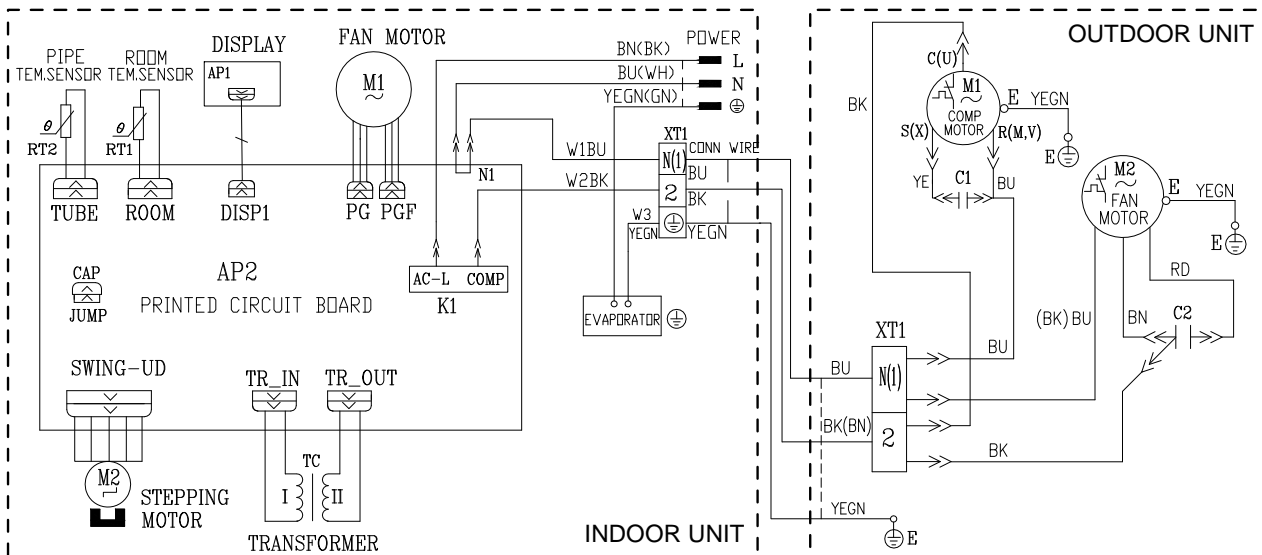 OUTDOOR UNIT
DISPLAY
FAN MOTOR
POWER
PIPE
TEM.SENSOR
ROOM
TEM.SENSOR
AP1
M1
~
BN(BK)
L
BU(WH)
N
YEGN(GN)
θ
RT2
θ
RT1
TUBE
ROOM
DISP1
PG
PGF
N1
W1BU
W2BK
W3
YEGN
XT1
N(1)
2
CONN WIRE
BU
BK
YEGN
AP2
PRINTED CIRCUIT BOARD
CAP
JUMP
AC-L
COMP
K1
EVAPORATOR
SWING-UD
TR_IN
TR_OUT
M2
STEPPING
MOTOR
TC
I
II
TRANSFORMER
INDOOR UNIT
C(U)
BK
M1
~
COMP
MOTOR
E
YEGN
E
S(X)
R(M,V)
YE
C1
BU
M2
~
FAN
MOTOR
E
YEGN
E
RD
(BK)BU
BN
C2
XT1
BU
BU
N(1)
BK(BN)
2
BK
YEGN
E